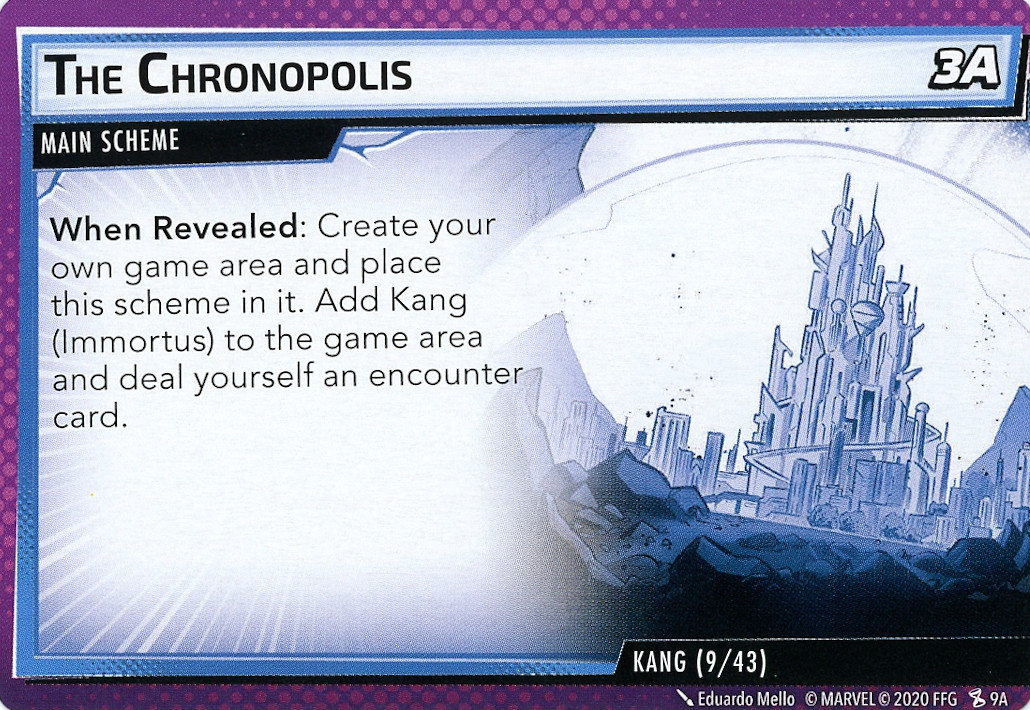 THE CHRONOPOLIS
3A
MAIN SCHEME
When Revealed: Create your
own game area and place
this scheme in it. Add Kang
(Immortus) to the game area
and deal yourself an encounter
card.
KANG (9/43)
Eduardo Mello © MARVEL © 2020 FFG 9A